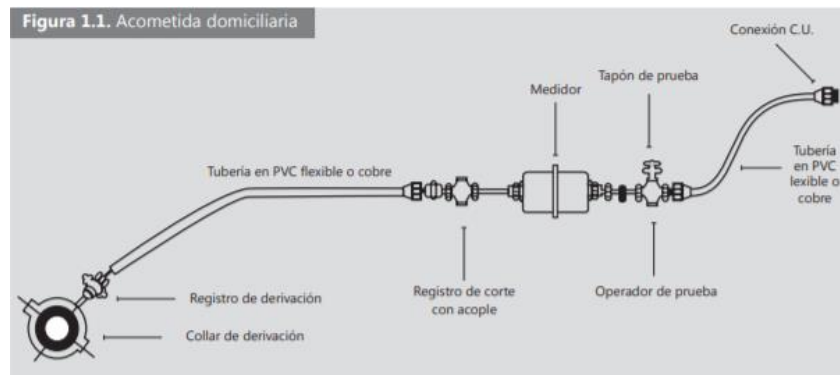 Figura 1.1. Acometida domiciliaria
Conexión C.U.
Tapón de prueba
Medidor
Tubería en PVC flexible o cobre
Tubería
en PVC
lexible o
cobre
Registro de derivación
Registro de corte
con acople
Operador de prueba
Collar de derivación